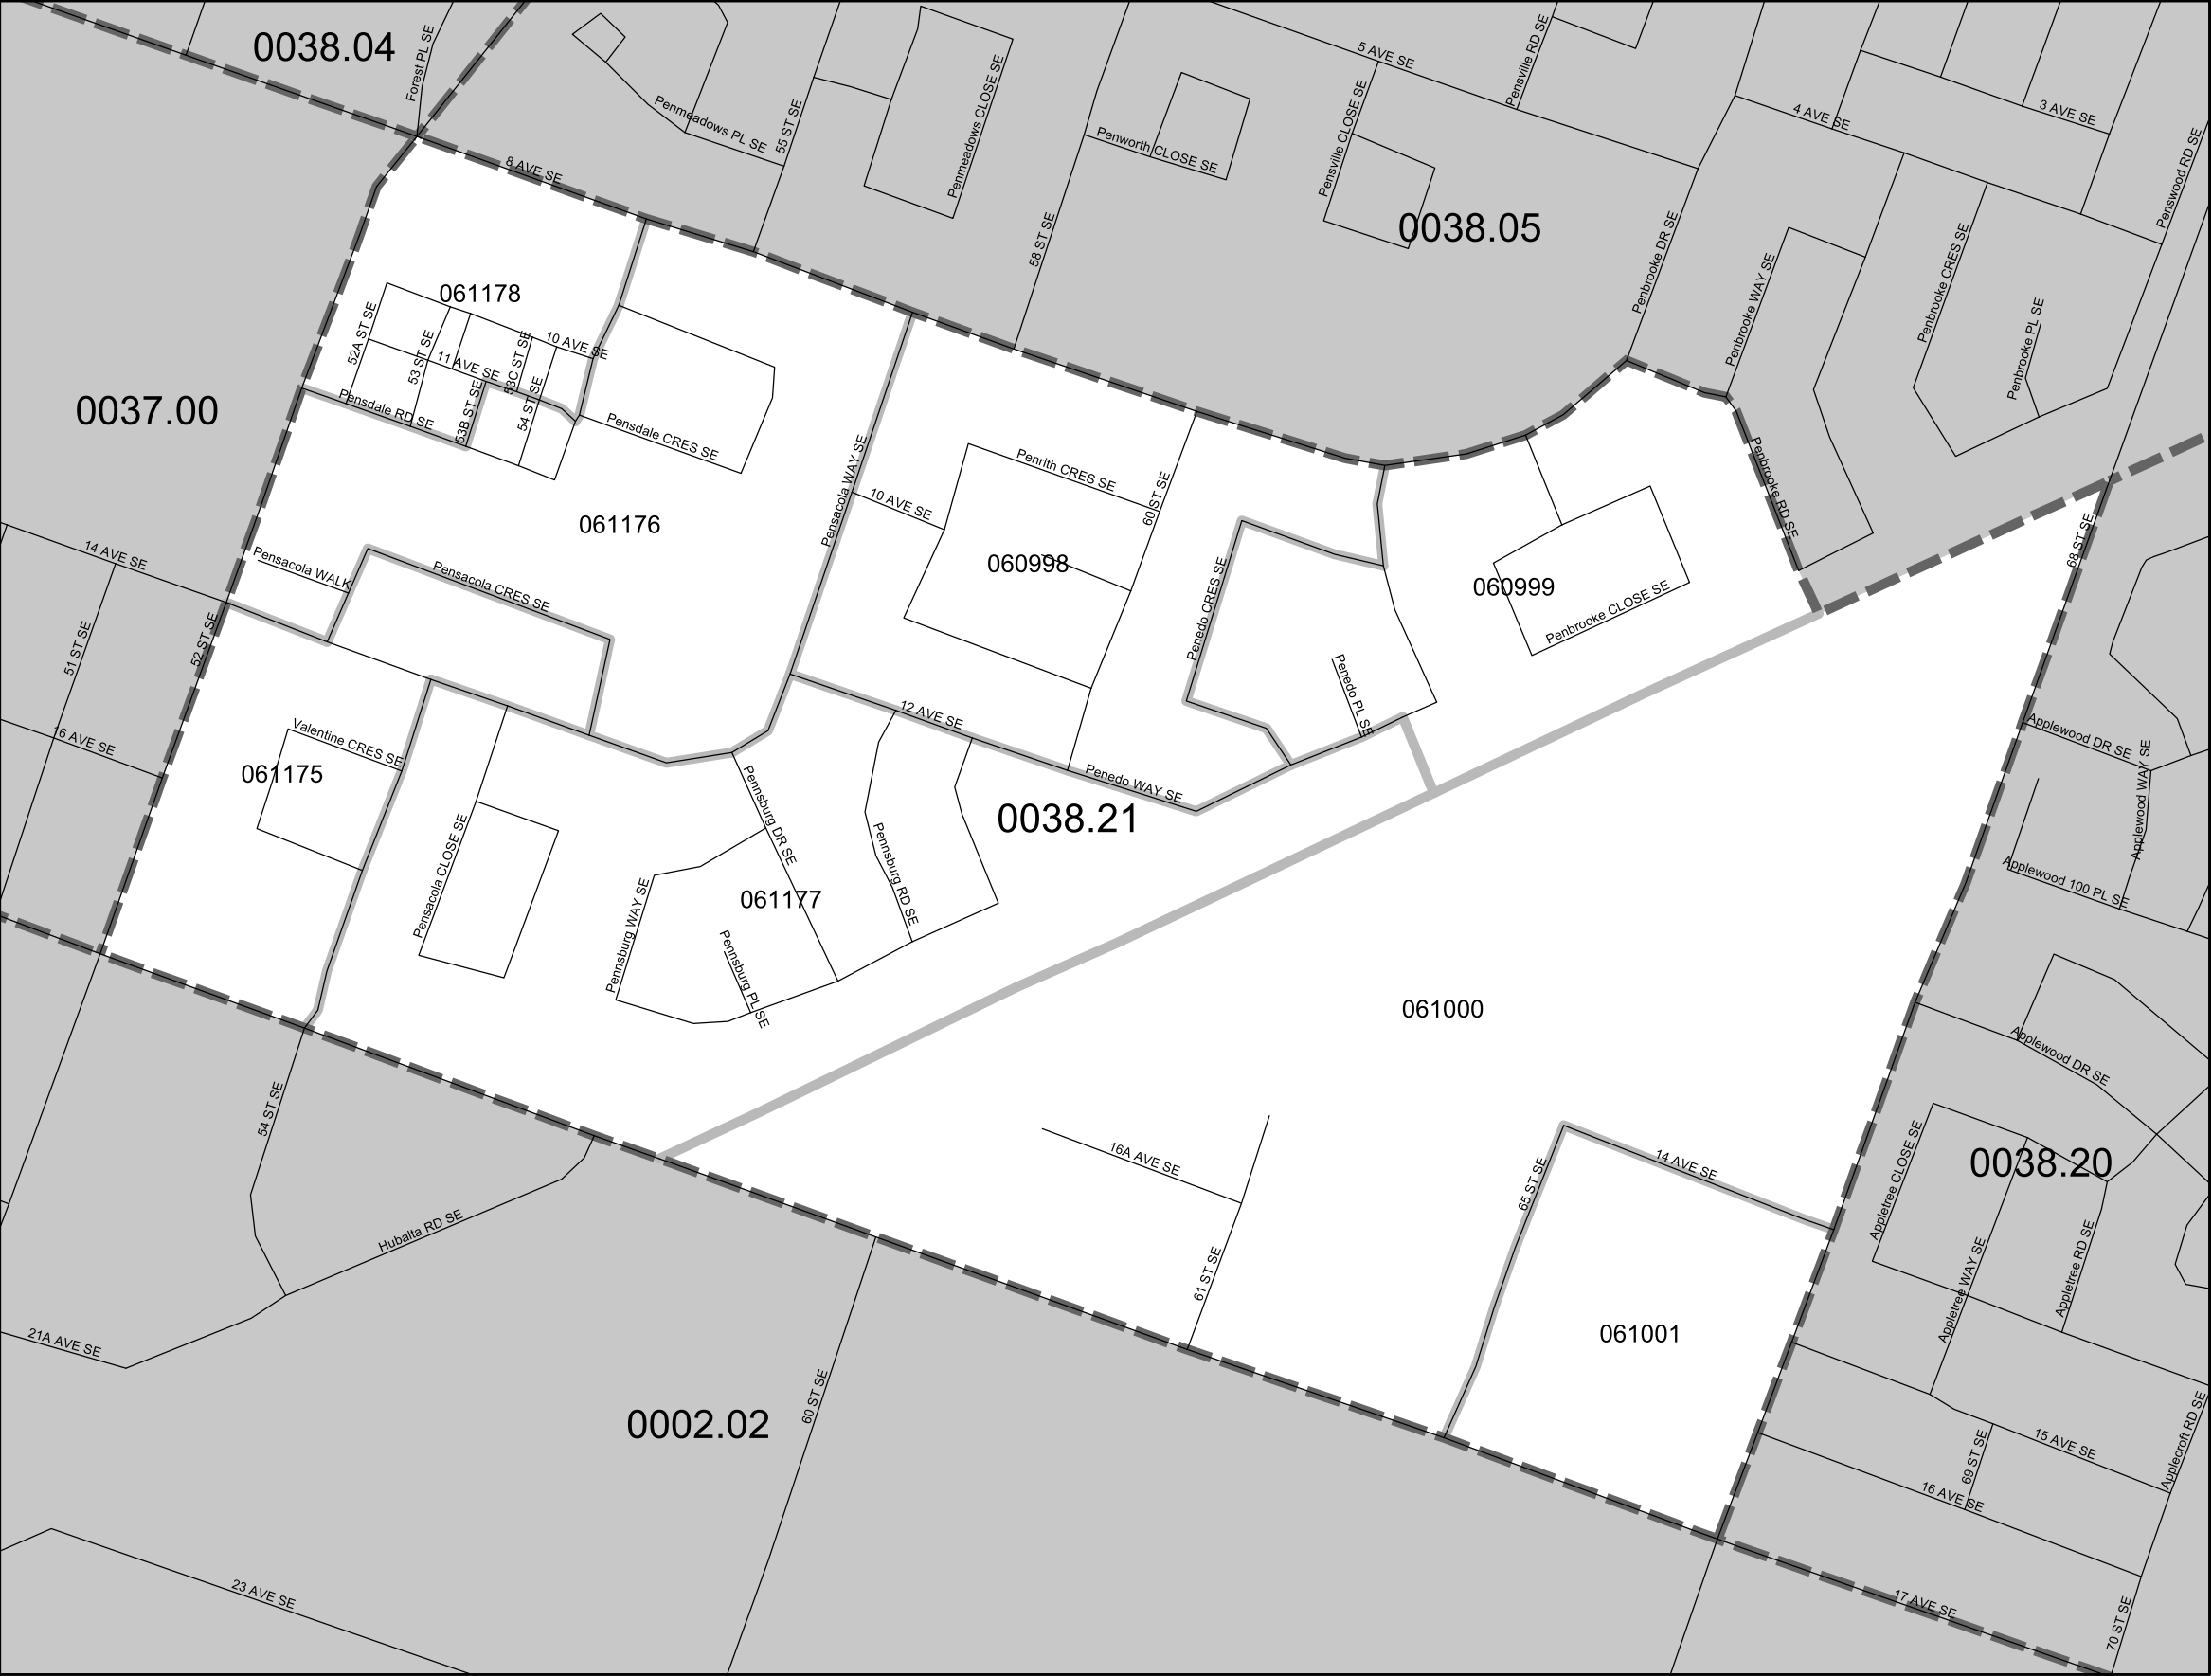 0038.04
Forest PL SE
Penmeadows PL SE
55 ST SE
Penmeadows CLOSE SE
5 AVE SE
Pensville RD SE
4 AVE SE
3 AVE SE
Penswood RD SE
8 AVE SE
Penworth CLOSE SE
Pensville CLOSE SE
58 ST SE
0038.05
Penbrooke DR SE
Penbrooke WAY SE
Penbrooke CRES SE
Penbrooke PL SE
061178
52A ST SE
53 ST SE
11 AVE SE
53C ST SE
10 AVE SE
54 ST SE
53B ST SE
Pensdale RD SE
Pensdale CRES SE
0037.00
Pensacola WAY SE
10 AVE SE
Penrith CRES SE
60 ST SE
Penbrooke RD SE
68 ST SE
061176
060998
060999
14 AVE SE
Pensacola WALK
Pensacola CRES SE
Penedo CRES SE
Penbrooke CLOSE SE
51 ST SE
52 ST SE
Penedo PL SE
16 AVE SE
Valentine CRES SE
061175
12 AVE SE
Penedo WAY SE
0038.21
Pennsburg DR SE
Pennsburg RD SE
Pensacola CLOSE SE
Pennsburg WAY SE
061177
Pennsburg PL SE
Applewood DR SE
Applewood WAY SE
Applewood 100 PL SE
061000
Applewood DR SE
54 ST SE
16A AVE SE
14 AVE SE
65 ST SE
Appletree CLOSE SE
0038.20
Hubalta RD SE
61 ST SE
Appletree WAY SE
Appletree RD SE
21A AVE SE
061001
60 ST SE
0002.02
Applecroft RD SE
15 AVE SE
69 ST SE
16 AVE SE
23 AVE SE
17 AVE SE
70 ST SE